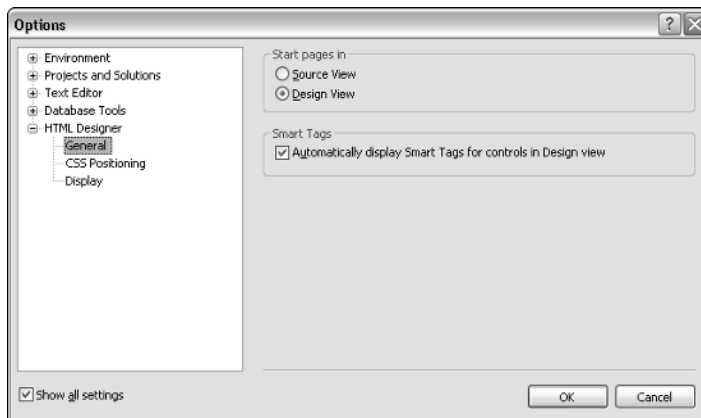 Options
Environment
Projects and Solutions
Text Editor
Database Tools
HTML Designer
General
CSS Positioning
Display
Start pages in
Source View
Design View
Smart Tags
Automatically display Smart Tags for controls in Design view
Show all settings
OK
Cancel